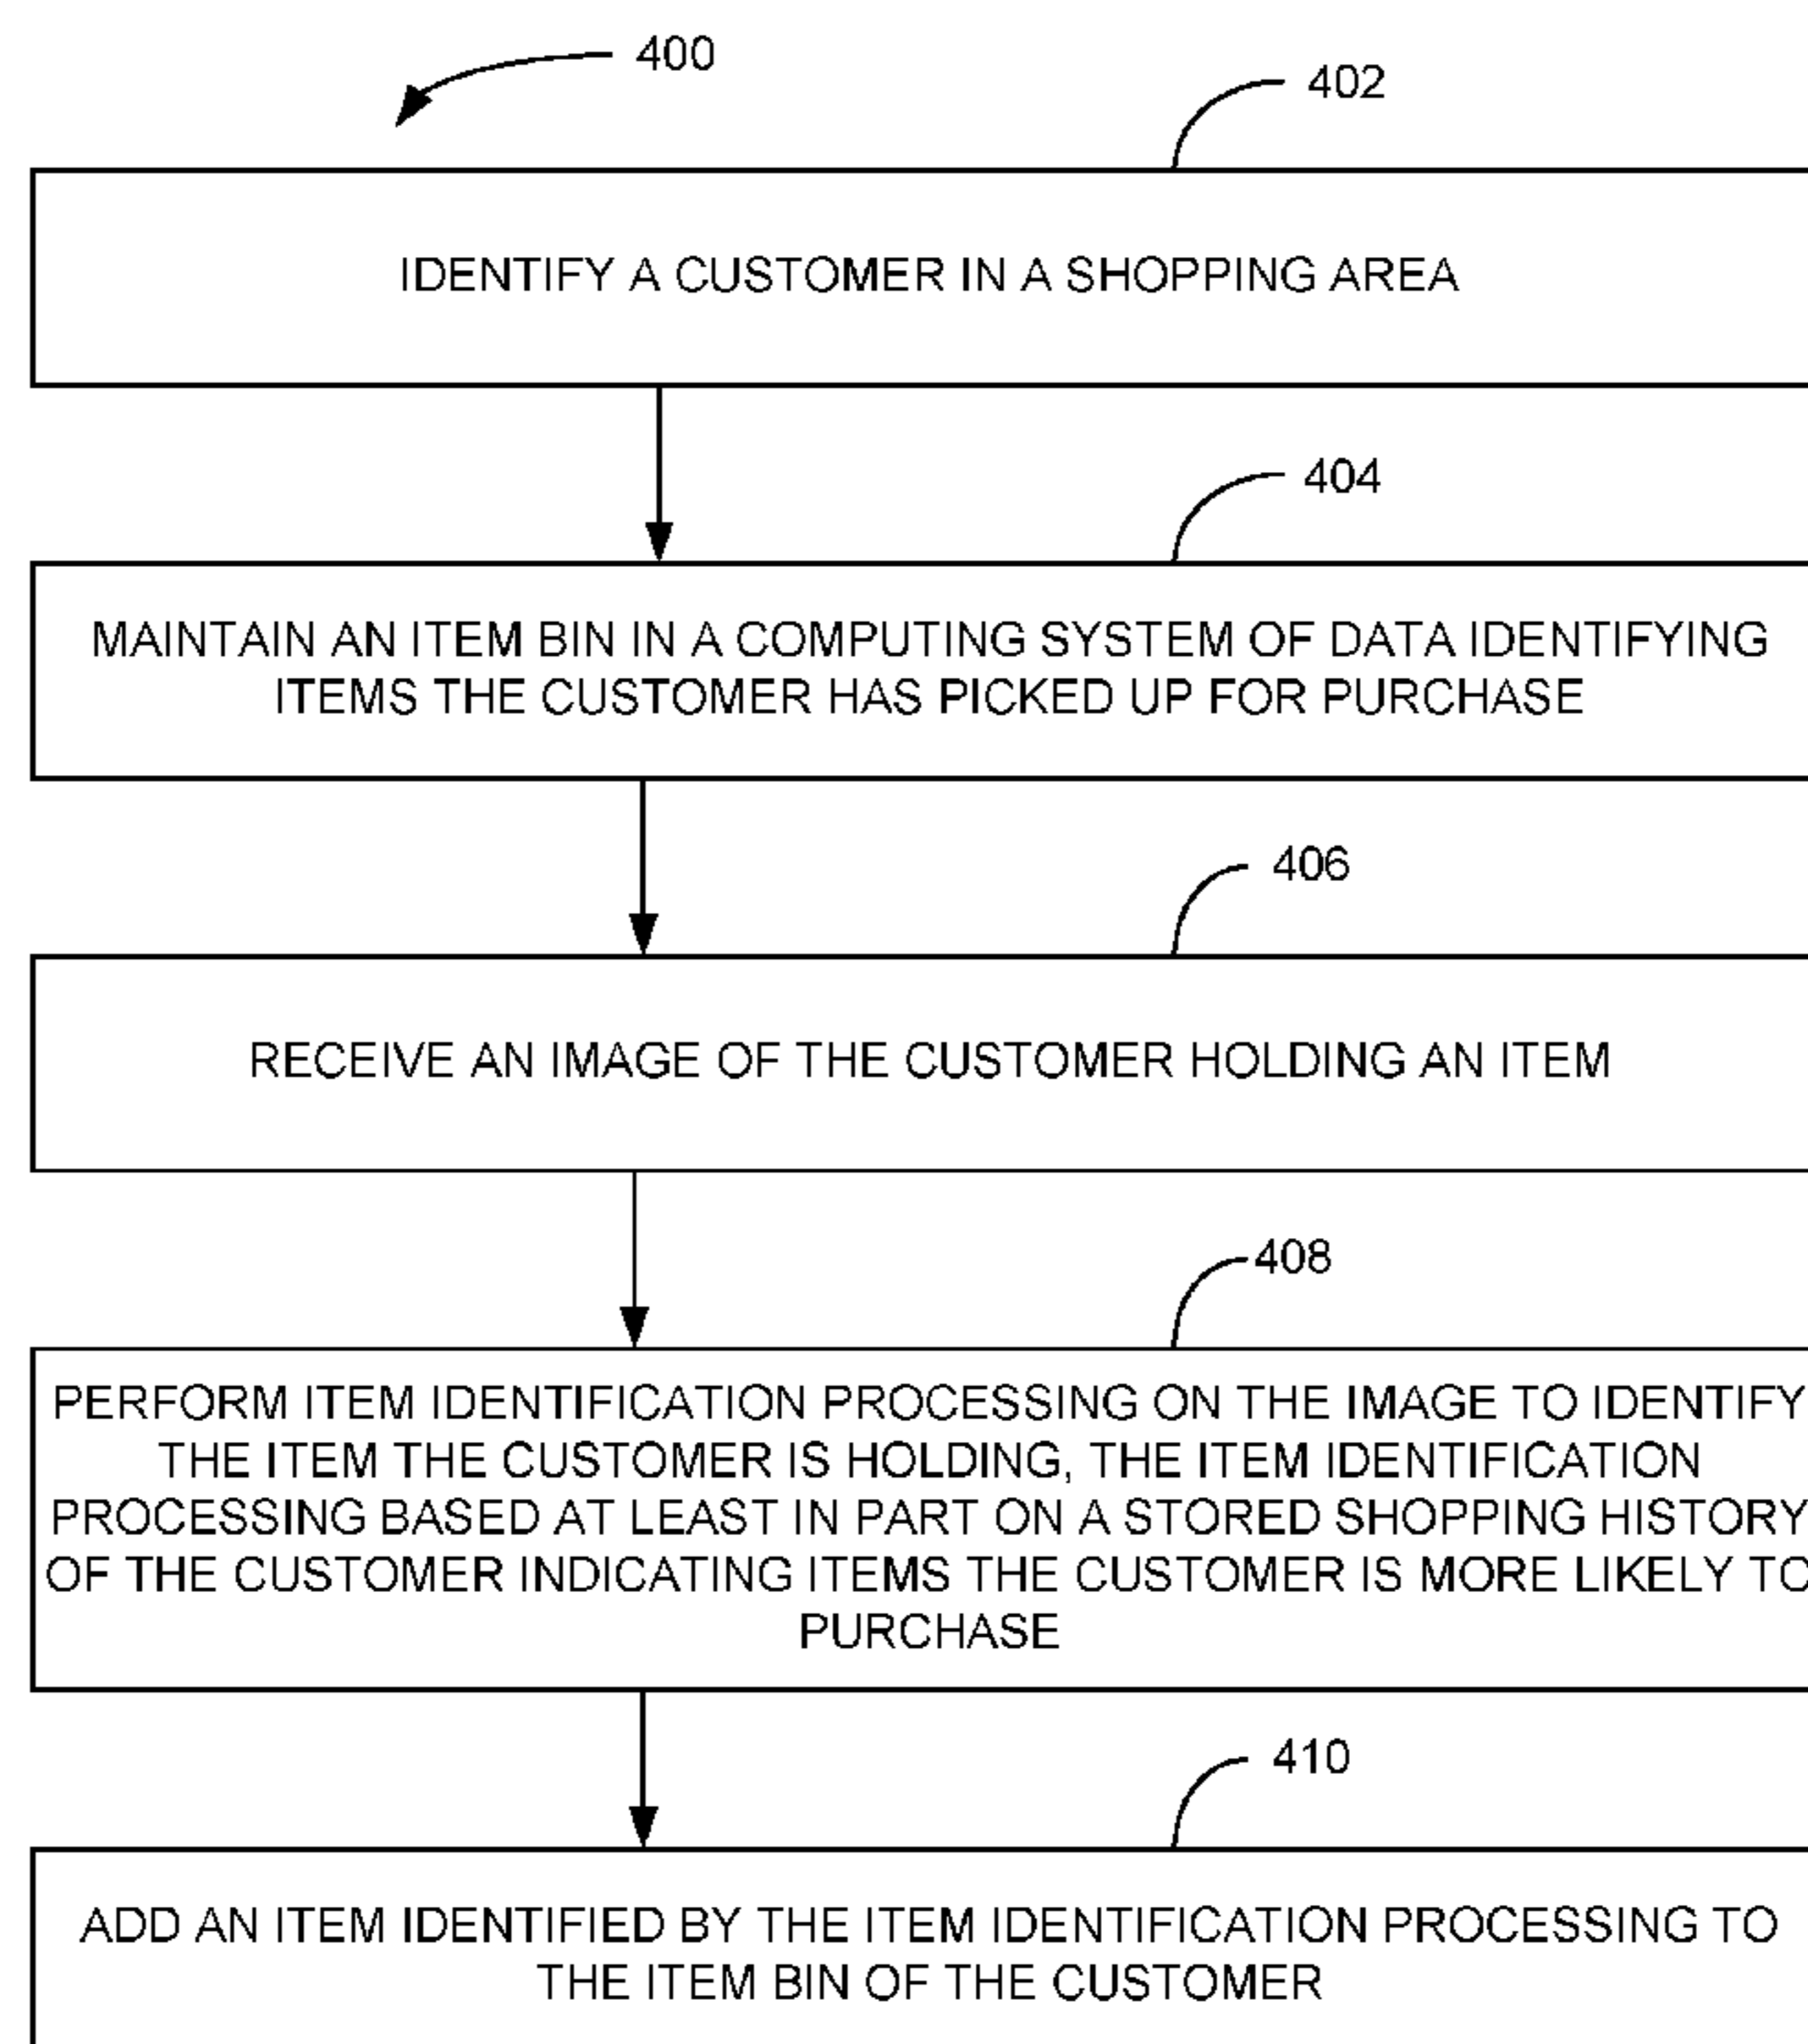 400
402
IDENTIFY A CUSTOMER IN A SHOPPING AREA
404
MAINTAIN AN ITEM BIN IN A COMPUTING SYSTEM OF DATA IDENTIFYING
ITEMS THE CUSTOMER HAS PICKED UP FOR PURCHASE
406
RECEIVE AN IMAGE OF THE CUSTOMER HOLDING AN ITEM
408
PERFORM ITEM IDENTIFICATION PROCESSING ON THE IMAGE TO IDENTIFY
THE ITEM THE CUSTOMER IS HOLDING, THE ITEM IDENTIFICATION
PROCESSING BASED AT LEAST IN PART ON A STORED SHOPPING HISTORY
OF THE CUSTOMER INDICATING ITEMS THE CUSTOMER IS MORE LIKELY TO
PURCHASE
410
ADD AN ITEM IDENTIFIED BY THE ITEM IDENTIFICATION PROCESSING TO
THE ITEM BIN OF THE CUSTOMER